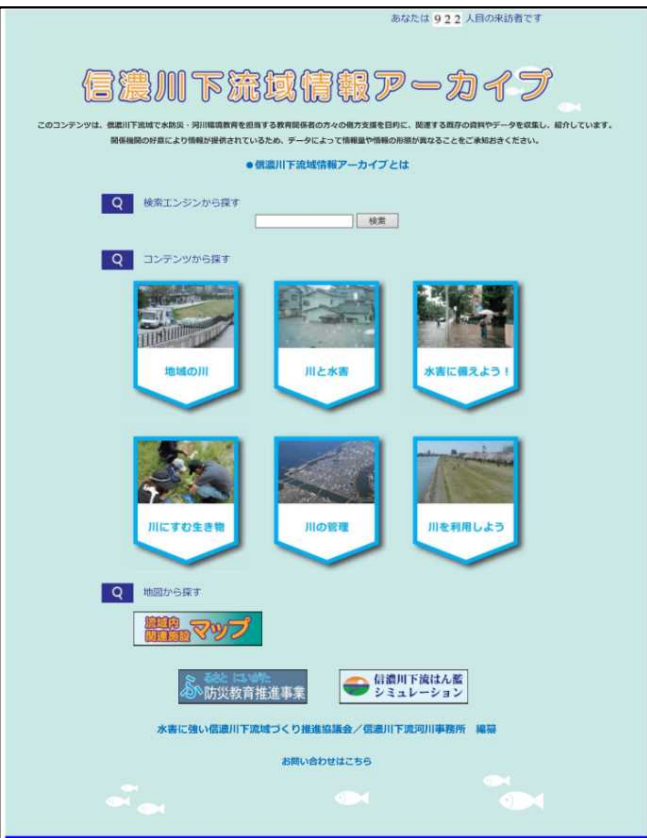 あなたは 922 人目の来訪者です
信濃川下流域情報アーカイブ
このコンテンツは、信濃川下流域で水防災・河川環境教育を担当する教育関係者の方々の側方支援を目的に、関連する既存の資料やデータを収集し、紹介しています。
関係機関の好意により情報が提供されているため、データによって情報量や情報の形態が異なることをご承知おきください。
●信濃川下流域情報アーカイブとは
検索エンジンから探す
検索
コンテンツから探す
地域の川
川と水害
水害に備えよう!
川にすむ生き物
川の管理
川を利用しよう
地図から探す
流域内
関連施設 マップ
ふるさと にいがた
防災教育推進事業
信濃川下流はん濫
シミュレーション
水害に強い信濃川下流域づくり推進協議会/信濃川下流河川事務所 編纂
お問い合わせはこちら